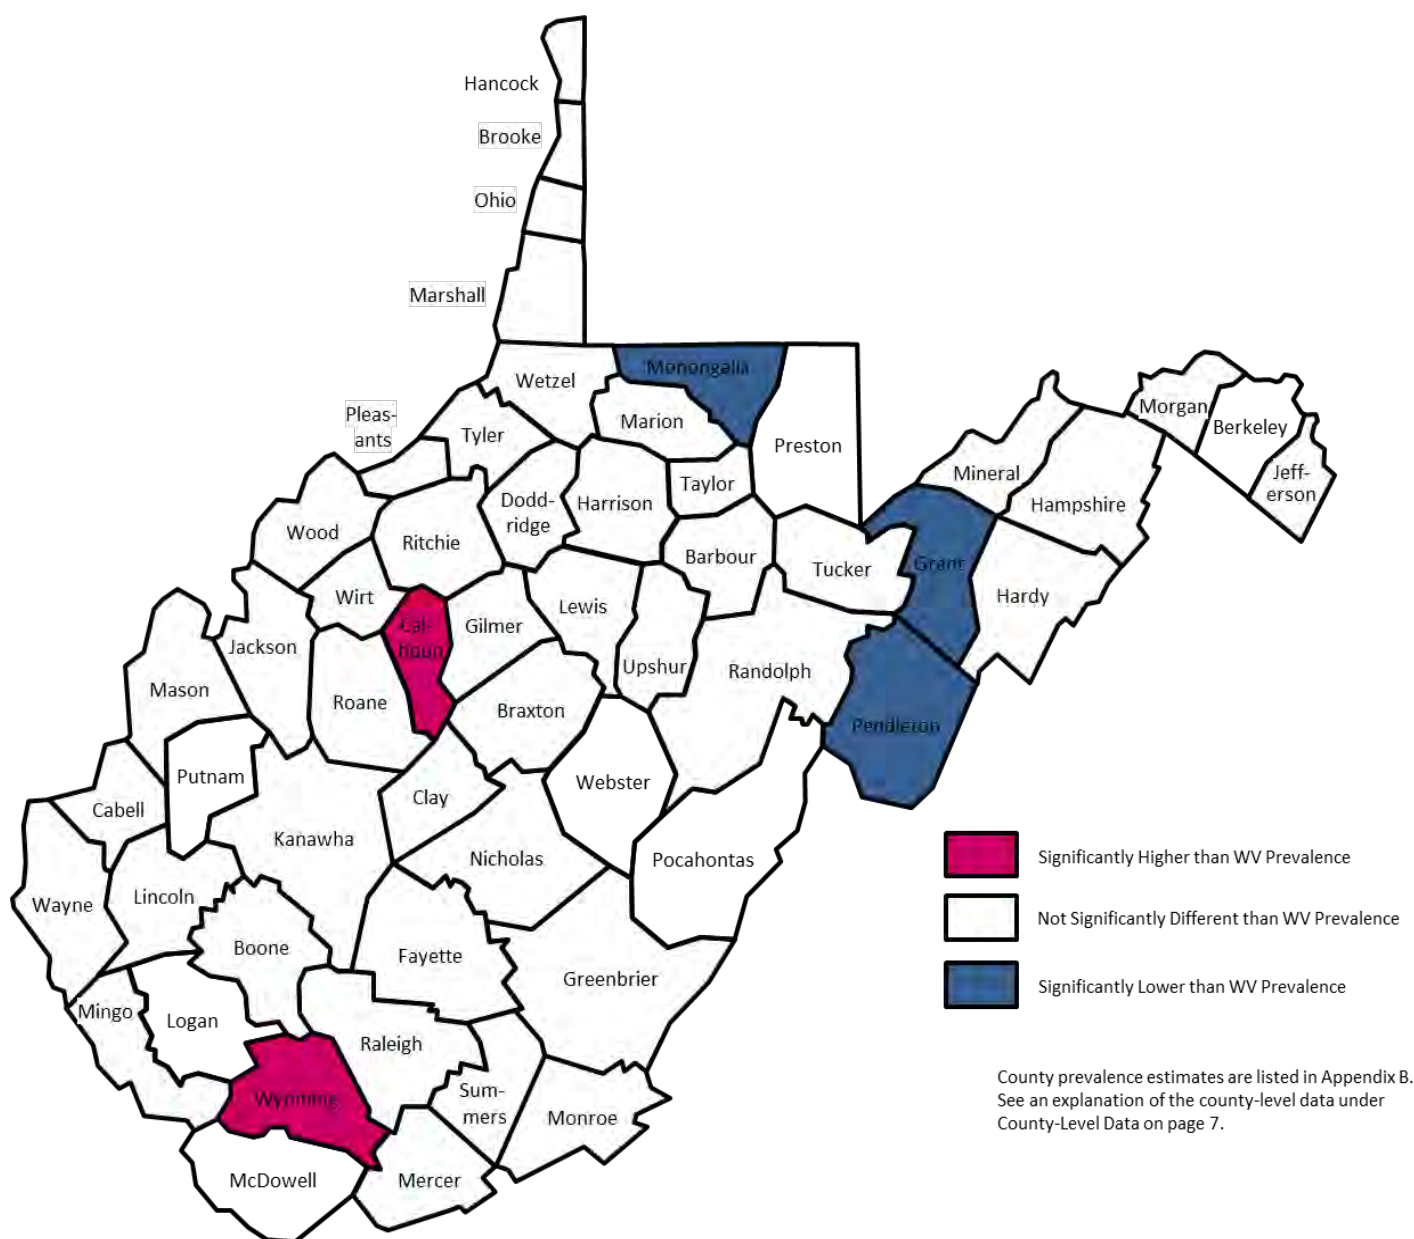 Hancock
Brooke
Ohio
Marshall
Wetzel
Monongalia
Marion
Preston
Pleas-
ants
Tyler
Morgan
Berkeley
Jeff-
erson
Mineral
Hampshire
Wood
Ritchie
Dodd-
ridge
Harrison
Taylor
Barbour
Tucker
Grant
Hardy
Wirt
Cal-
houn
Gilmer
Lewis
Upshur
Randolph
Jackson
Mason
Roane
Braxton
Pendleton
Putnam
Cabell
Clay
Webster
Kanawha
Nicholas
Pocahontas
Wayne
Lincoln
Boone
Fayette
Greenbrier
Mingo
Logan
Raleigh
Wyoming
Sum-
mers
Monroe
McDowell
Mercer
Significantly Higher than WV Prevalence
Not Significantly Different than WV Prevalence
Significantly Lower than WV Prevalence
County prevalence estimates are listed in Appendix B.
See an explanation of the county-level data under
County-Level Data on page 7.